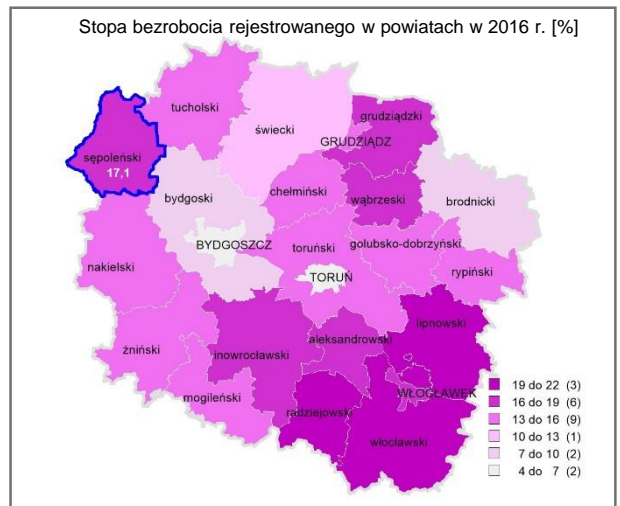 Stopa bezrobocia rejestrowanego w powiatach w 2016 r. [%]
tucholski
grudziądzki
świecki
GRUDZIĄDZ
sępoleński
17,1
chełmiński
wąbrzeski
brodnicki
bydgoski
BYDGOSZCZ
toruński
golubsko-dobrzyński
nakielski
TORUŃ
rypiński
lipnowski
aleksandrowski
żniński
inowrocławski
WŁOCŁAWEK
mogileński
radziejowski
włocławski
19 do 22 (3)
16 do 19 (6)
13 do 16 (9)
10 do 13 (1)
7 do 10 (2)
4 do 7 (2)